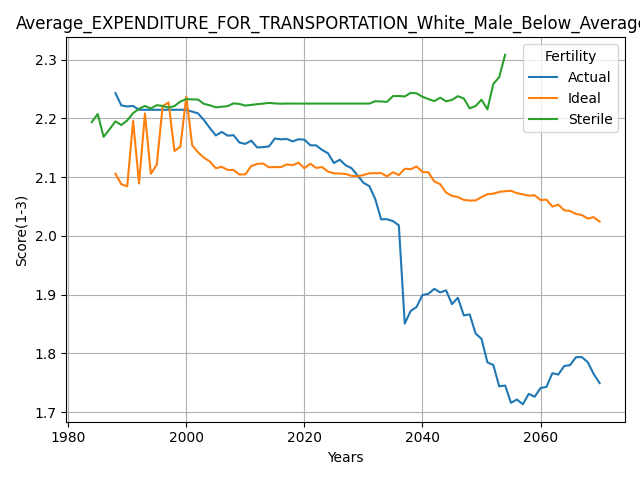 Average_EXPENDITURE_FOR_TRANSPORTATION_White_Male_Below_Average
Fertility
Actual
Ideal
Sterile
Score(1-3)
2.3
2.2
2.1
2.0
1.9
1.8
1.7
1980 2000 2020 2040 2060
Years